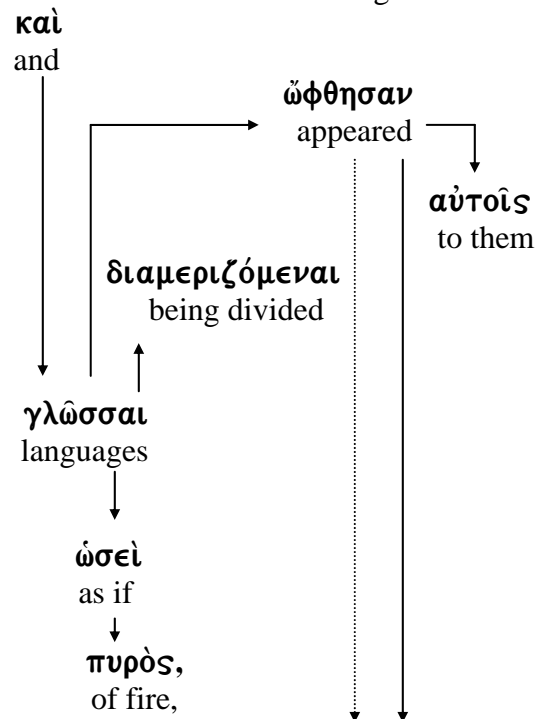 καὶ
and
ὤφθησαν
appeared
αὐτοῖς
to them
διαμεριζόμεναι
being divided
γλῶσσαι
languages
ὡσεὶ
as if
πυρὸς,
of fire,